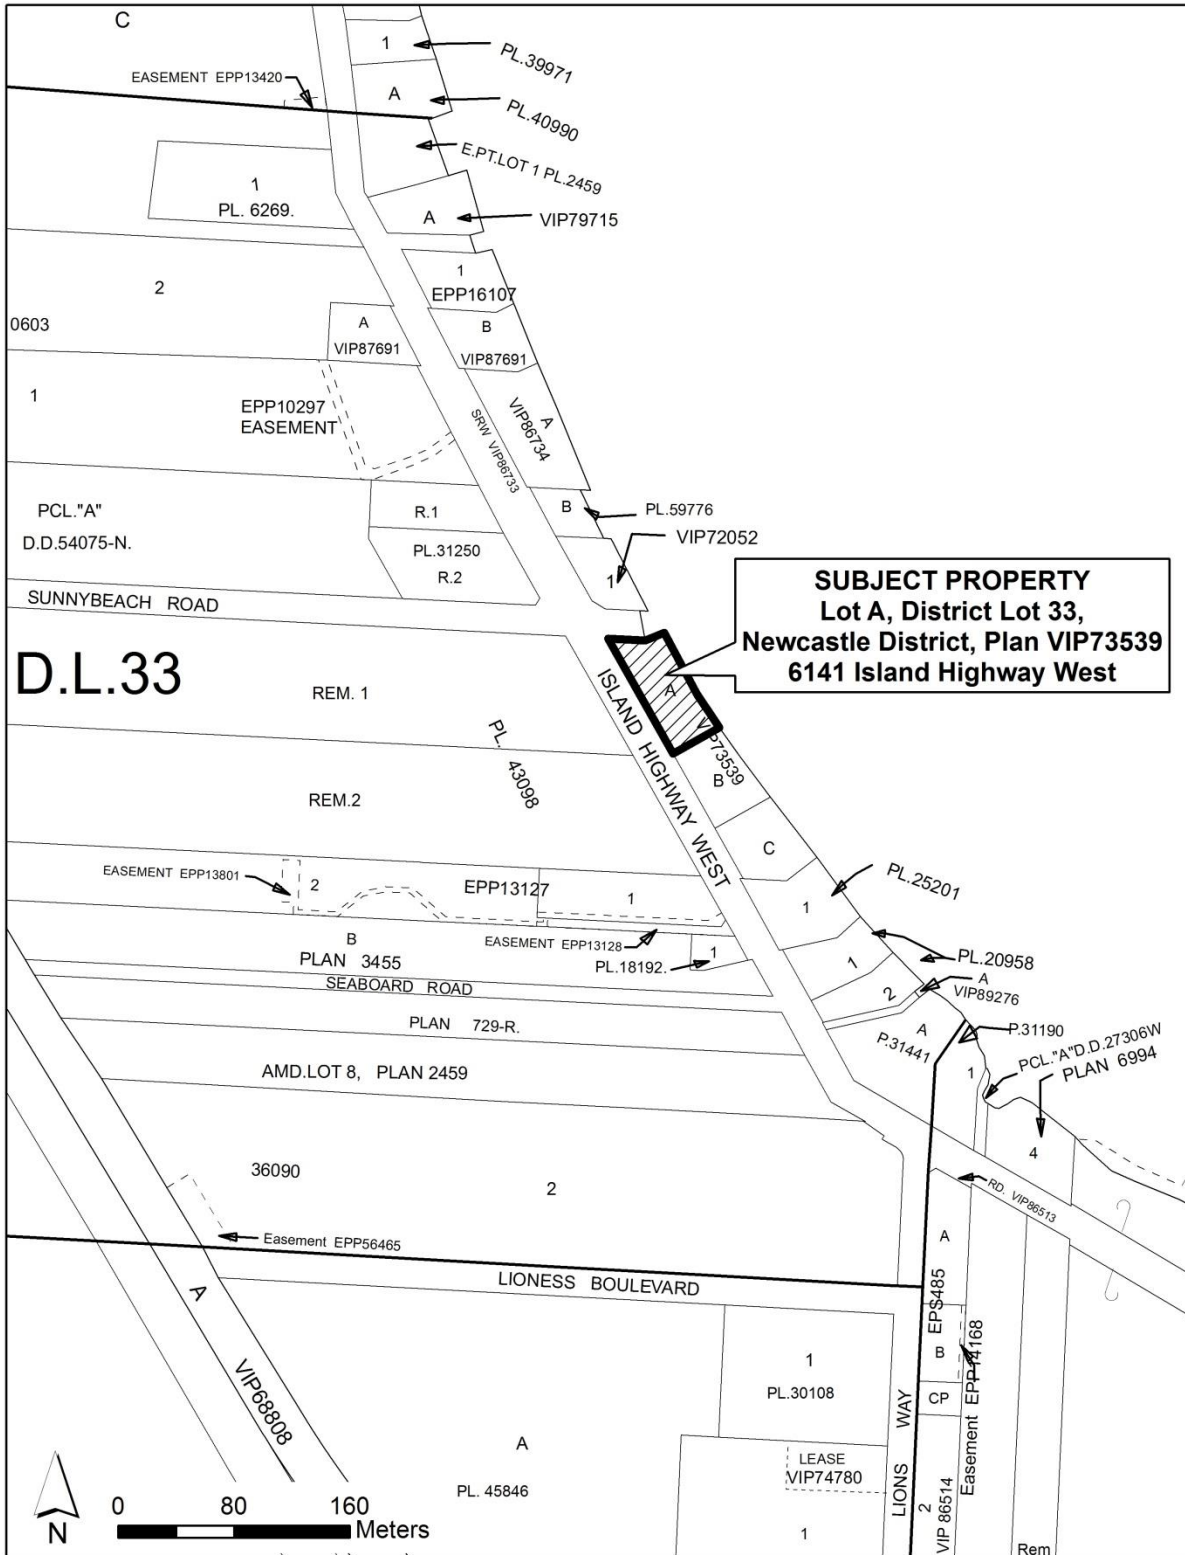 C
1
PL.39971
EASEMENT EPP13420
A
PL.40990
E.PT.LOT 1 PL.2459
1
PL. 6269.
A
VIP79715
1
EPP16107
2
0603
A
VIP87691
B
VIP87691
1
EPP10297
EASEMENT
A
VIP86734
SRW VIP86733
PCL."A"
D.D.54075-N.
R.1
PL.31250
R.2
B
PL.59776
VIP72052
1
SUNNYBEACH ROAD
SUBJECT PROPERTY
Lot A, District Lot 33,
Newcastle District, Plan VIP73539
6141 Island Highway West
D.L.33
REM. 1
A
VIP73539
ISLAND HIGHWAY WEST
PL. 43098
B
REM.2
C
EASEMENT EPP13801
2
EPP13127
1
PL.25201
1
B
PLAN 3455
EASEMENT EPP13128
PL.18192.
1
1
PL.20958
SEABOARD ROAD
2
A
VIP89276
PLAN 729-R.
A
P.31441
P.31190
AMD.LOT 8, PLAN 2459
1
PCL."A"D.D.27306W
PLAN 6994
4
36090
2
RD. VIP86513
Easement EPP56465
A
LIONESS BOULEVARD
EPS485
A
VIP68808
1
PL.30108
B
Easement EPP14168
CP
LIONS WAY
A
PL. 45846
LEASE
VIP74780
1
2
VIP 86514
Rem
N
0 80 160
Meters